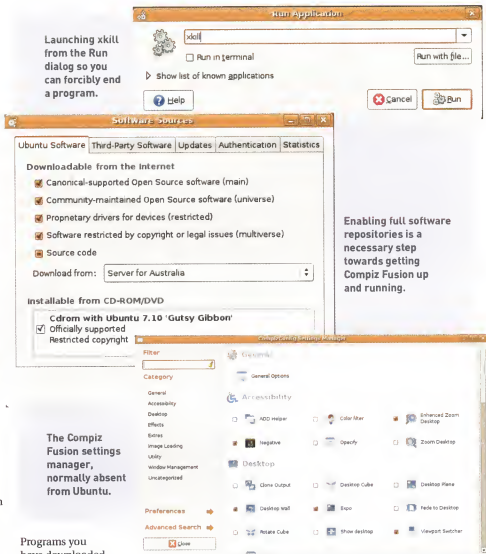 Launching xkill
from the Run
dialog so you
can forcibly end
a program.
Run Application
xkill
Run in terminal
Run with file...
Show list of known applications
Help
Cancel
Run
Software Sources
Ubuntu Software
Third-Party Software
Updates
Authentication
Statistics
Downloadable from the Internet
Canonical-supported Open Source software (main)
Community-maintained Open Source software (universe)
Proprietary drivers for devices (restricted)
Software restricted by copyright or legal issues (multiverse)
Source code
Download from:
Server for Australia
Installable from CD-ROM/DVD
Cdrom with Ubuntu 7.10 'Gutsy Gibbon'
Officially supported
Restricted copyright
Enabling full software
repositories is a
necessary step
towards getting
Compiz Fusion up
and running.
The Compiz
Fusion settings
manager,
normally absent
from Ubuntu.
CompizConfig Settings Manager
Filter
Category
General
Accessibility
Desktop
Effects
Extras
Image Loading
Utility
Window Management
Uncategorized
Preferences
Advanced Search
Close
General
General Options
Accessibility
ADD Helper
Color filter
Enhanced Zoom
Desktop
Negative
Opacify
Zoom Desktop
Desktop
Clone Output
Desktop Cube
Desktop Plane
Desktop Wall
Expo
Fade to Desktop
Rotate Cube
Show desktop
Viewport Switcher
Programs you
have downloaded